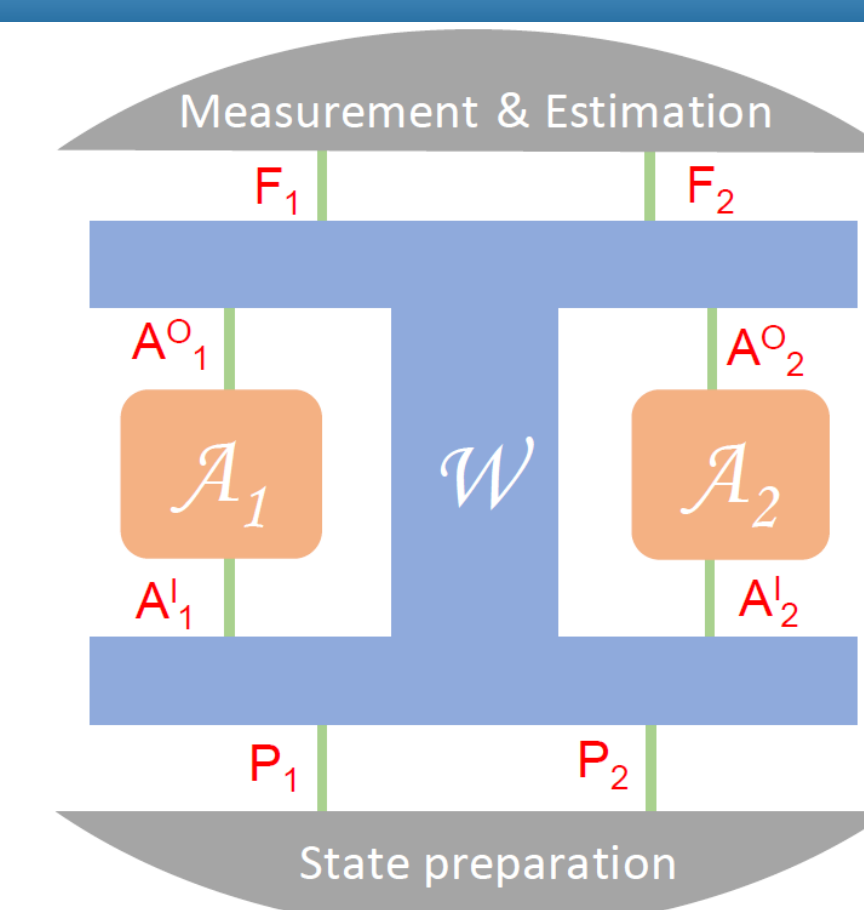 Measurement & Estimation
F₁ F₂
Aᴼ₁ Aᴼ₂
𝒜₁ 𝒲 𝒜₂
Aᴵ₁ Aᴵ₂
P₁ P₂
State preparation